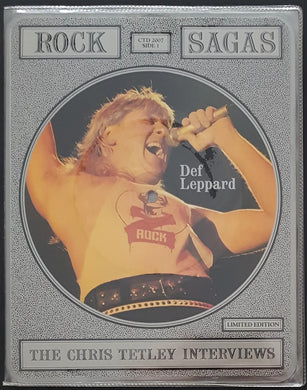 ROCK
CTD 2007
SIDE 1
SAGAS
Def
Leppard
ROCK
LIMITED EDITION
THE CHRIS TETLEY INTERVIEWS